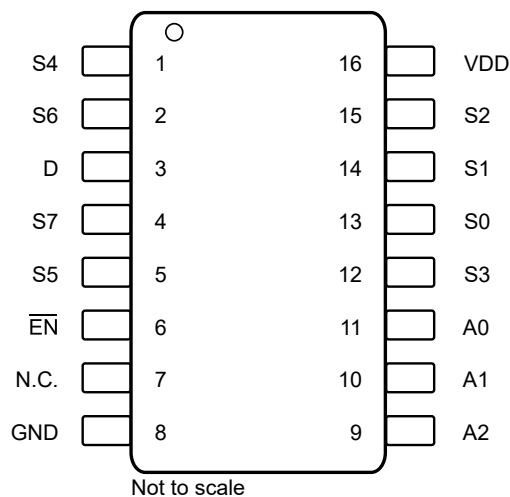 S4 1 16 VDD
S6 2 15 S2
D 3 14 S1
S7 4 13 S0
S5 5 12 S3
EN 6 11 A0
N.C. 7 10 A1
GND 8 9 A2
Not to scale